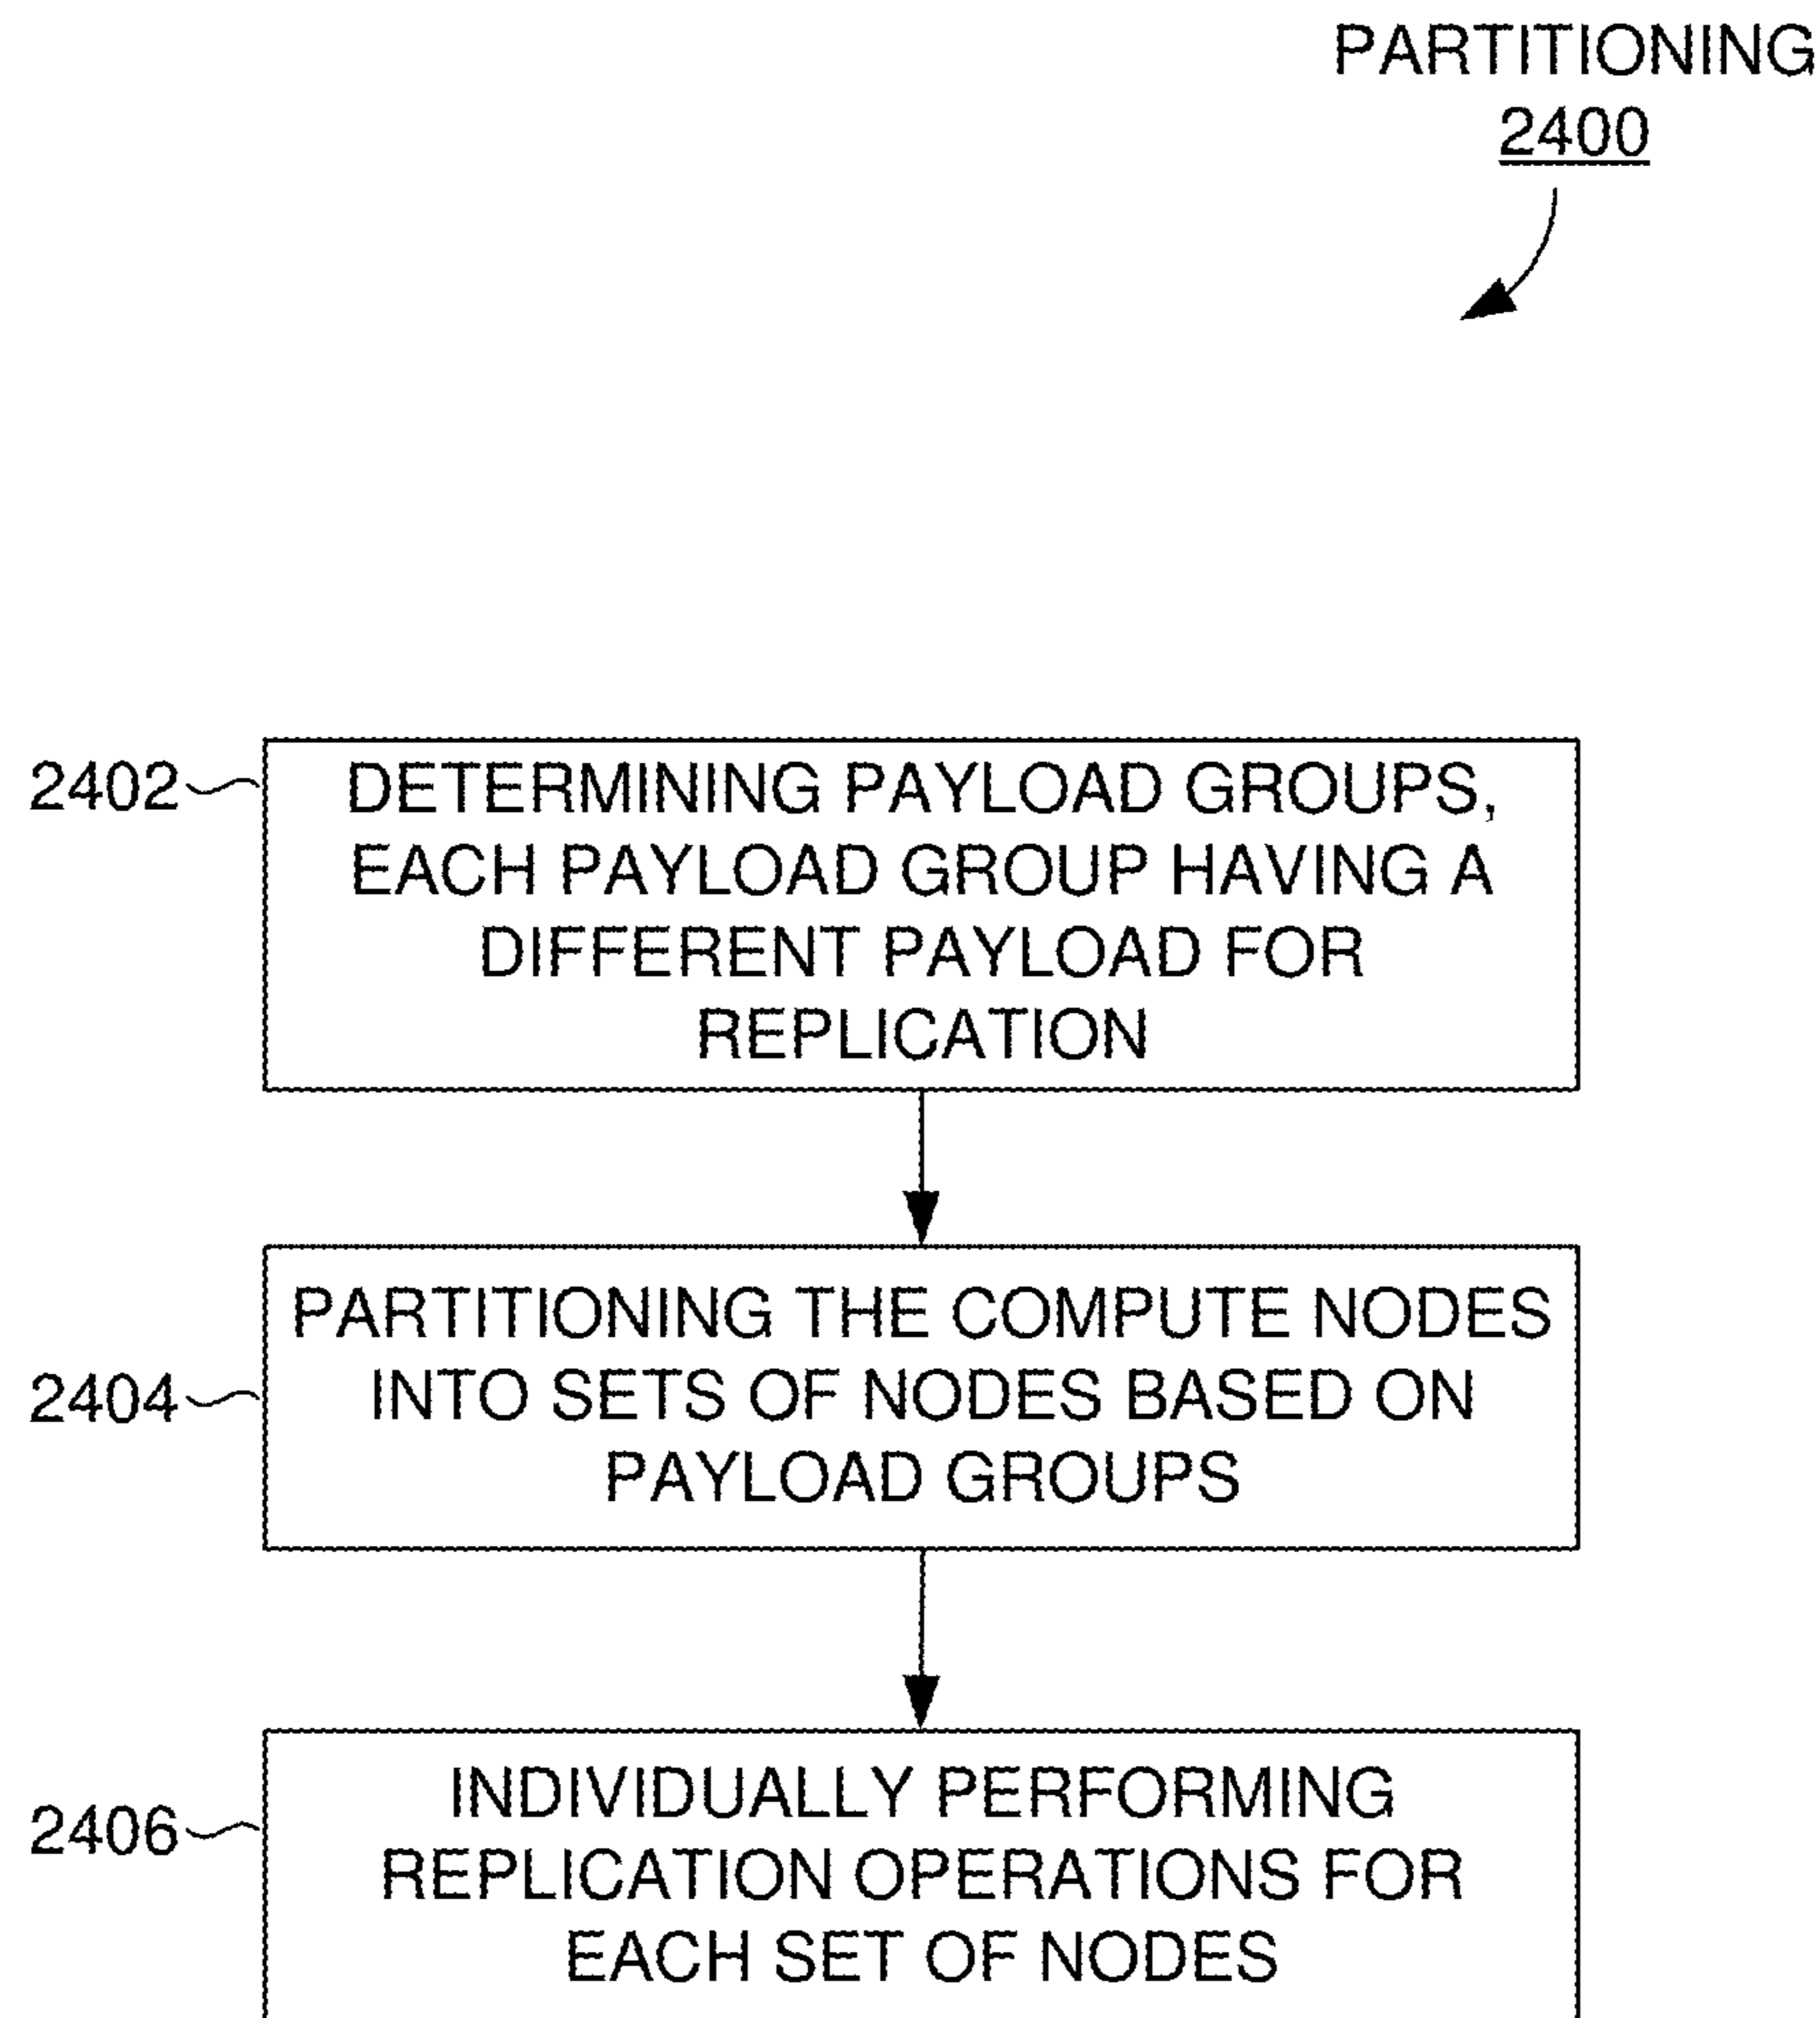 PARTITIONING
2400
2402
DETERMINING PAYLOAD GROUPS,
EACH PAYLOAD GROUP HAVING A
DIFFERENT PAYLOAD FOR
REPLICATION
2404
PARTITIONING THE COMPUTE NODES
INTO SETS OF NODES BASED ON
PAYLOAD GROUPS
2406
INDIVIDUALLY PERFORMING
REPLICATION OPERATIONS FOR
EACH SET OF NODES